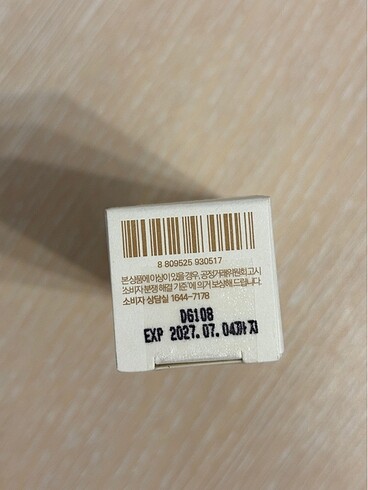 8 809525 930517
본 상품에 이상이 있을 경우, 공정거래위원회 고시
'소비자 분쟁 해결 기준'에 의거 보상해 드립니다.
소비자 상담실 1644-7178
DG108
EXP 2027.07.04까지